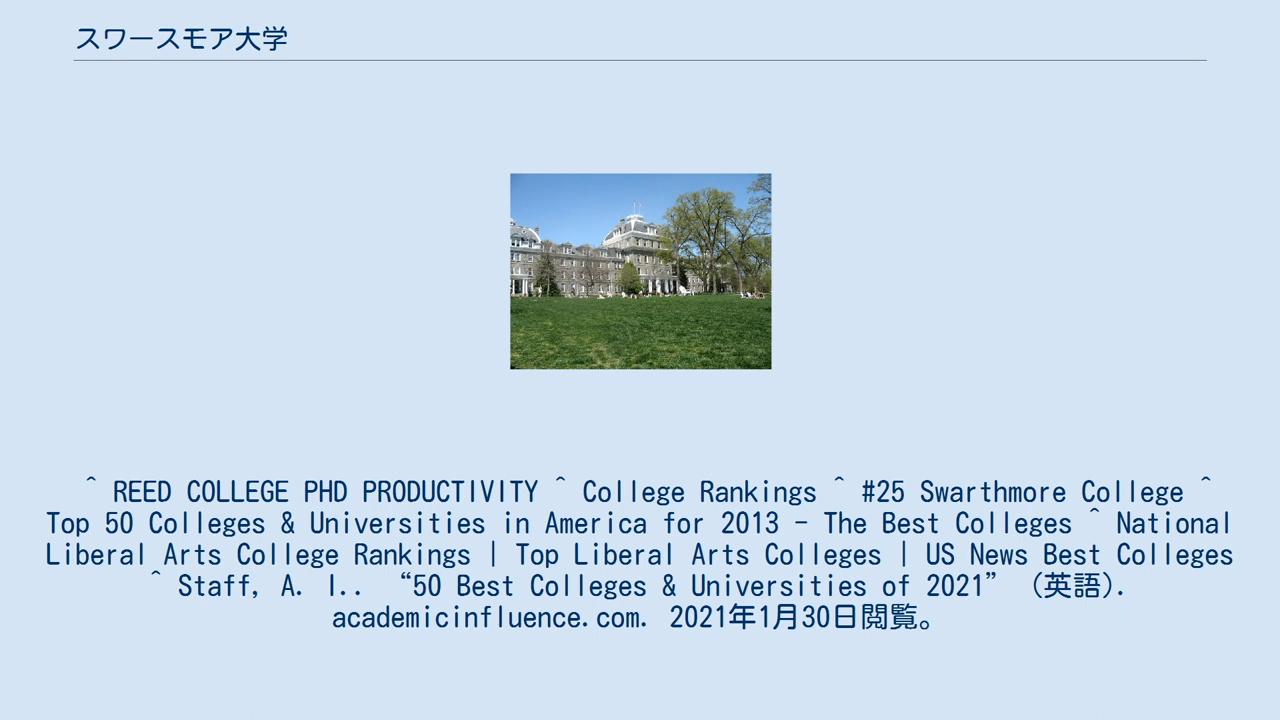 スワースモア大学
^ REED COLLEGE PHD PRODUCTIVITY ^ College Rankings ^ #25 Swarthmore College ^
Top 50 Colleges & Universities in America for 2013 – The Best Colleges ^ National
Liberal Arts College Rankings | Top Liberal Arts Colleges | US News Best Colleges
^ Staff, A. I.. “50 Best Colleges & Universities of 2021” (英語).
academicinfluence.com. 2021年1月30日閲覧。